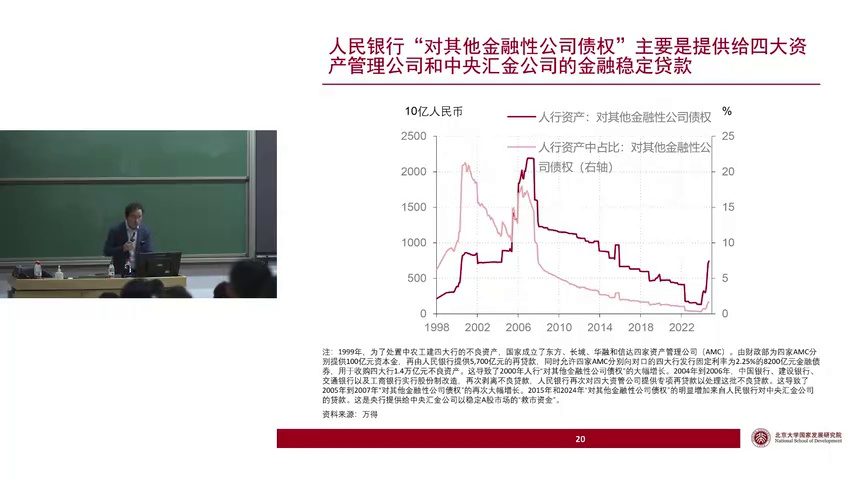 人民银行“对其他金融性公司债权”主要是提供给四大资
产管理公司和中央汇金公司的金融稳定贷款
10亿人民币
人行资产：对其他金融性公司债权
%
人行资产中占比：对其他金融性公
司债权（右轴）
2500
2000
1500
1000
500
0
25
20
15
10
5
0
1998 2002 2006 2010 2014 2018 2022
注：1999年，为了处置中农工建四大行的不良资产，国家成立了东方、长城、华融和信达四家资产管理公司（AMC）。由财政部为四家AMC分
别提供100亿元资本金，再由人民银行提供5,700亿元的再贷款，同时允许四家AMC分别向对口的四大行发行固定利率为2.25%的8200亿元金融债
券，用于收购四大行1.4万亿元不良资产。这导致了2000年人行“对其他金融性公司债权”的大幅增长。2004年到2006年，中国银行、建设银行、
交通银行以及工商银行实行股份制改造，再次剥离不良贷款，人民银行再次对四大资管公司提供专项再贷款以处理这批不良贷款。这导致了
2005年到2007年“对其他金融性公司债权”的再次大幅增长。2015年和2024年“对其他金融性公司债权”的明显增加来自人民银行对中央汇金公司
的贷款。这是央行提供给中央汇金公司以稳定A股市场的“救市资金”。
资料来源：万得
20
北京大学国家发展研究院
National School of Development